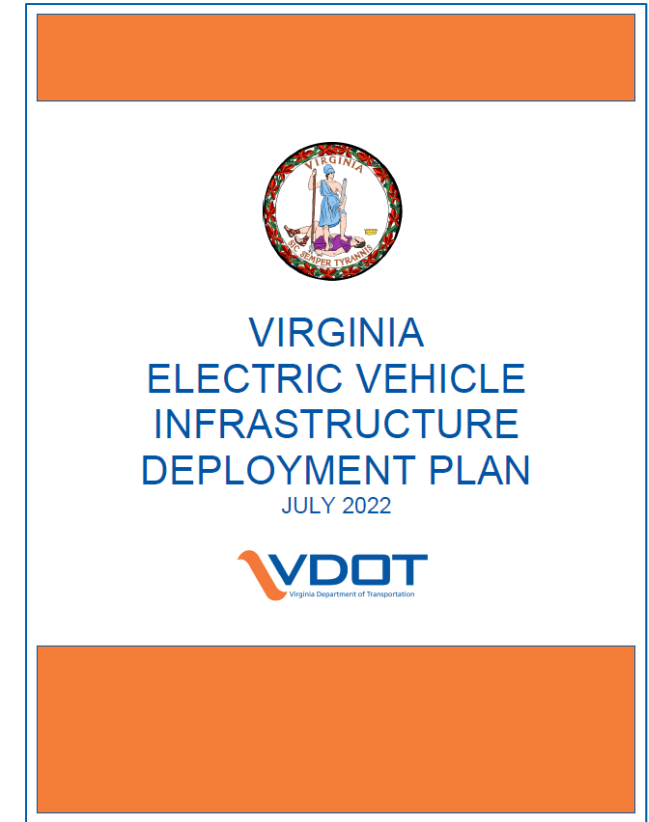 VIRGINIA
SIC SEMPER TYRANNIS
VIRGINIA
ELECTRIC VEHICLE
INFRASTRUCTURE
DEPLOYMENT PLAN
JULY 2022
VDOT
Virginia Department of Transportation